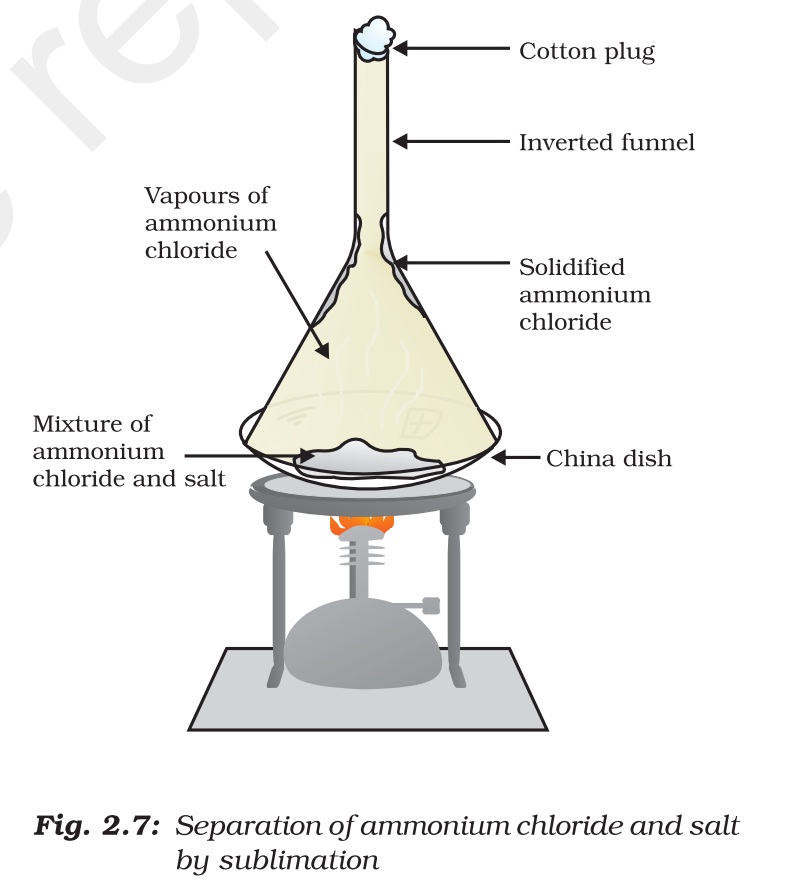 Cotton plug
Inverted funnel
Vapours of
ammonium
chloride
Solidified
ammonium
chloride
Mixture of
ammonium
chloride and salt
China dish
Fig. 2.7: Separation of ammonium chloride and salt
by sublimation